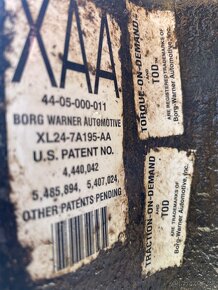 XAA
44-05-000-011
BORG WARNER AUTOMOTIVE
XL24-7A195-AA
U.S. PATENT NO.
4,440,042
5,485,894, 5,407,024,
OTHER PATENTS PENDING
TORQUE-ON-DEMAND
AND
TOD
ARE REGISTERED TRADEMARKS OF
Borg-Warner Automotive, Inc.
TRACTION-ON-DEMAND
AND
TOD
ARE TRADEMARKS OF
Borg-Warner Automotive, Inc.